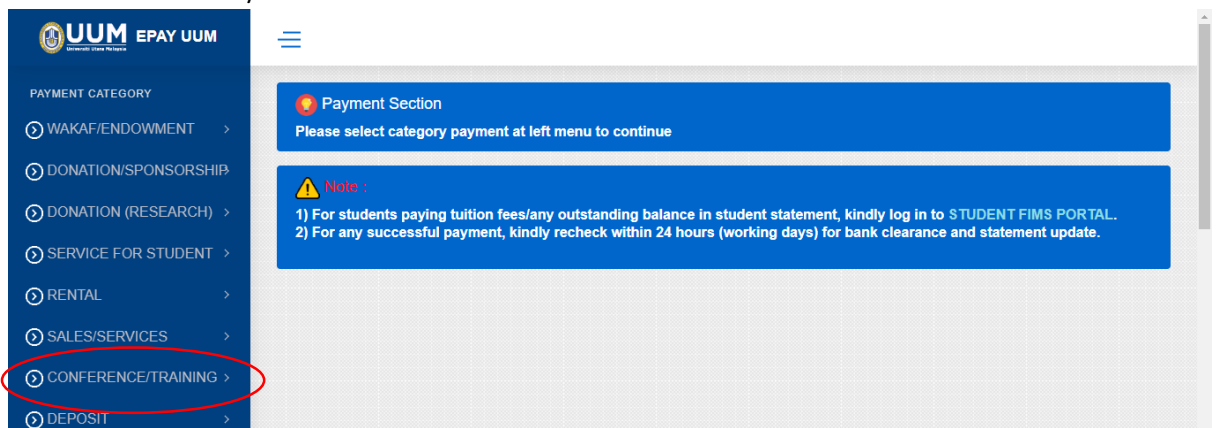 UUM EPAY UUM
Universiti Utara Malaysia
PAYMENT CATEGORY
WAKAF/ENDOWMENT
DONATION/SPONSORSHIP
DONATION (RESEARCH)
SERVICE FOR STUDENT
RENTAL
SALES/SERVICES
CONFERENCE/TRAINING
DEPOSIT
Payment Section
Please select category payment at left menu to continue
Note :
1) For students paying tuition fees/any outstanding balance in student statement, kindly log in to STUDENT FIMS PORTAL.
2) For any successful payment, kindly recheck within 24 hours (working days) for bank clearance and statement update.